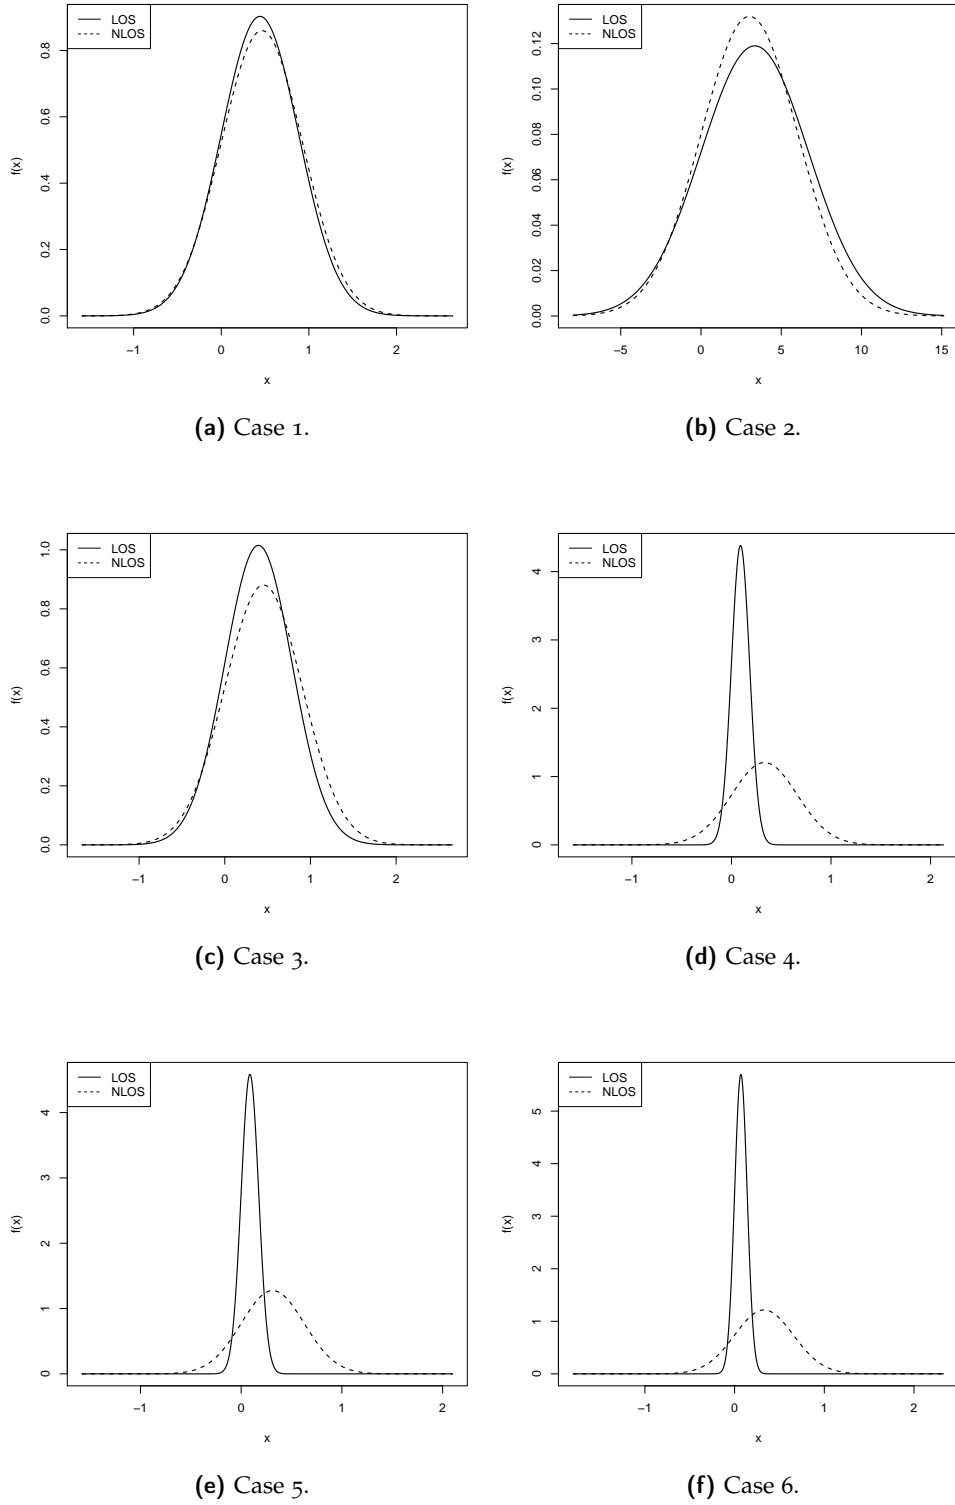 LOS
NLOS
0.0 0.2 0.4 0.6 0.8
f(x)
−1 0 1 2
x
(a) Case 1.
LOS
NLOS
0.00 0.02 0.04 0.06 0.08 0.10 0.12
f(x)
−5 0 5 10 15
x
(b) Case 2.
LOS
NLOS
0.0 0.2 0.4 0.6 0.8 1.0
f(x)
−1 0 1 2
x
(c) Case 3.
LOS
NLOS
0 1 2 3 4
f(x)
−1 0 1 2
x
(d) Case 4.
LOS
NLOS
0 1 2 3 4
f(x)
−1 0 1 2
x
(e) Case 5.
LOS
NLOS
0 1 2 3 4 5
f(x)
−1 0 1 2
x
(f) Case 6.